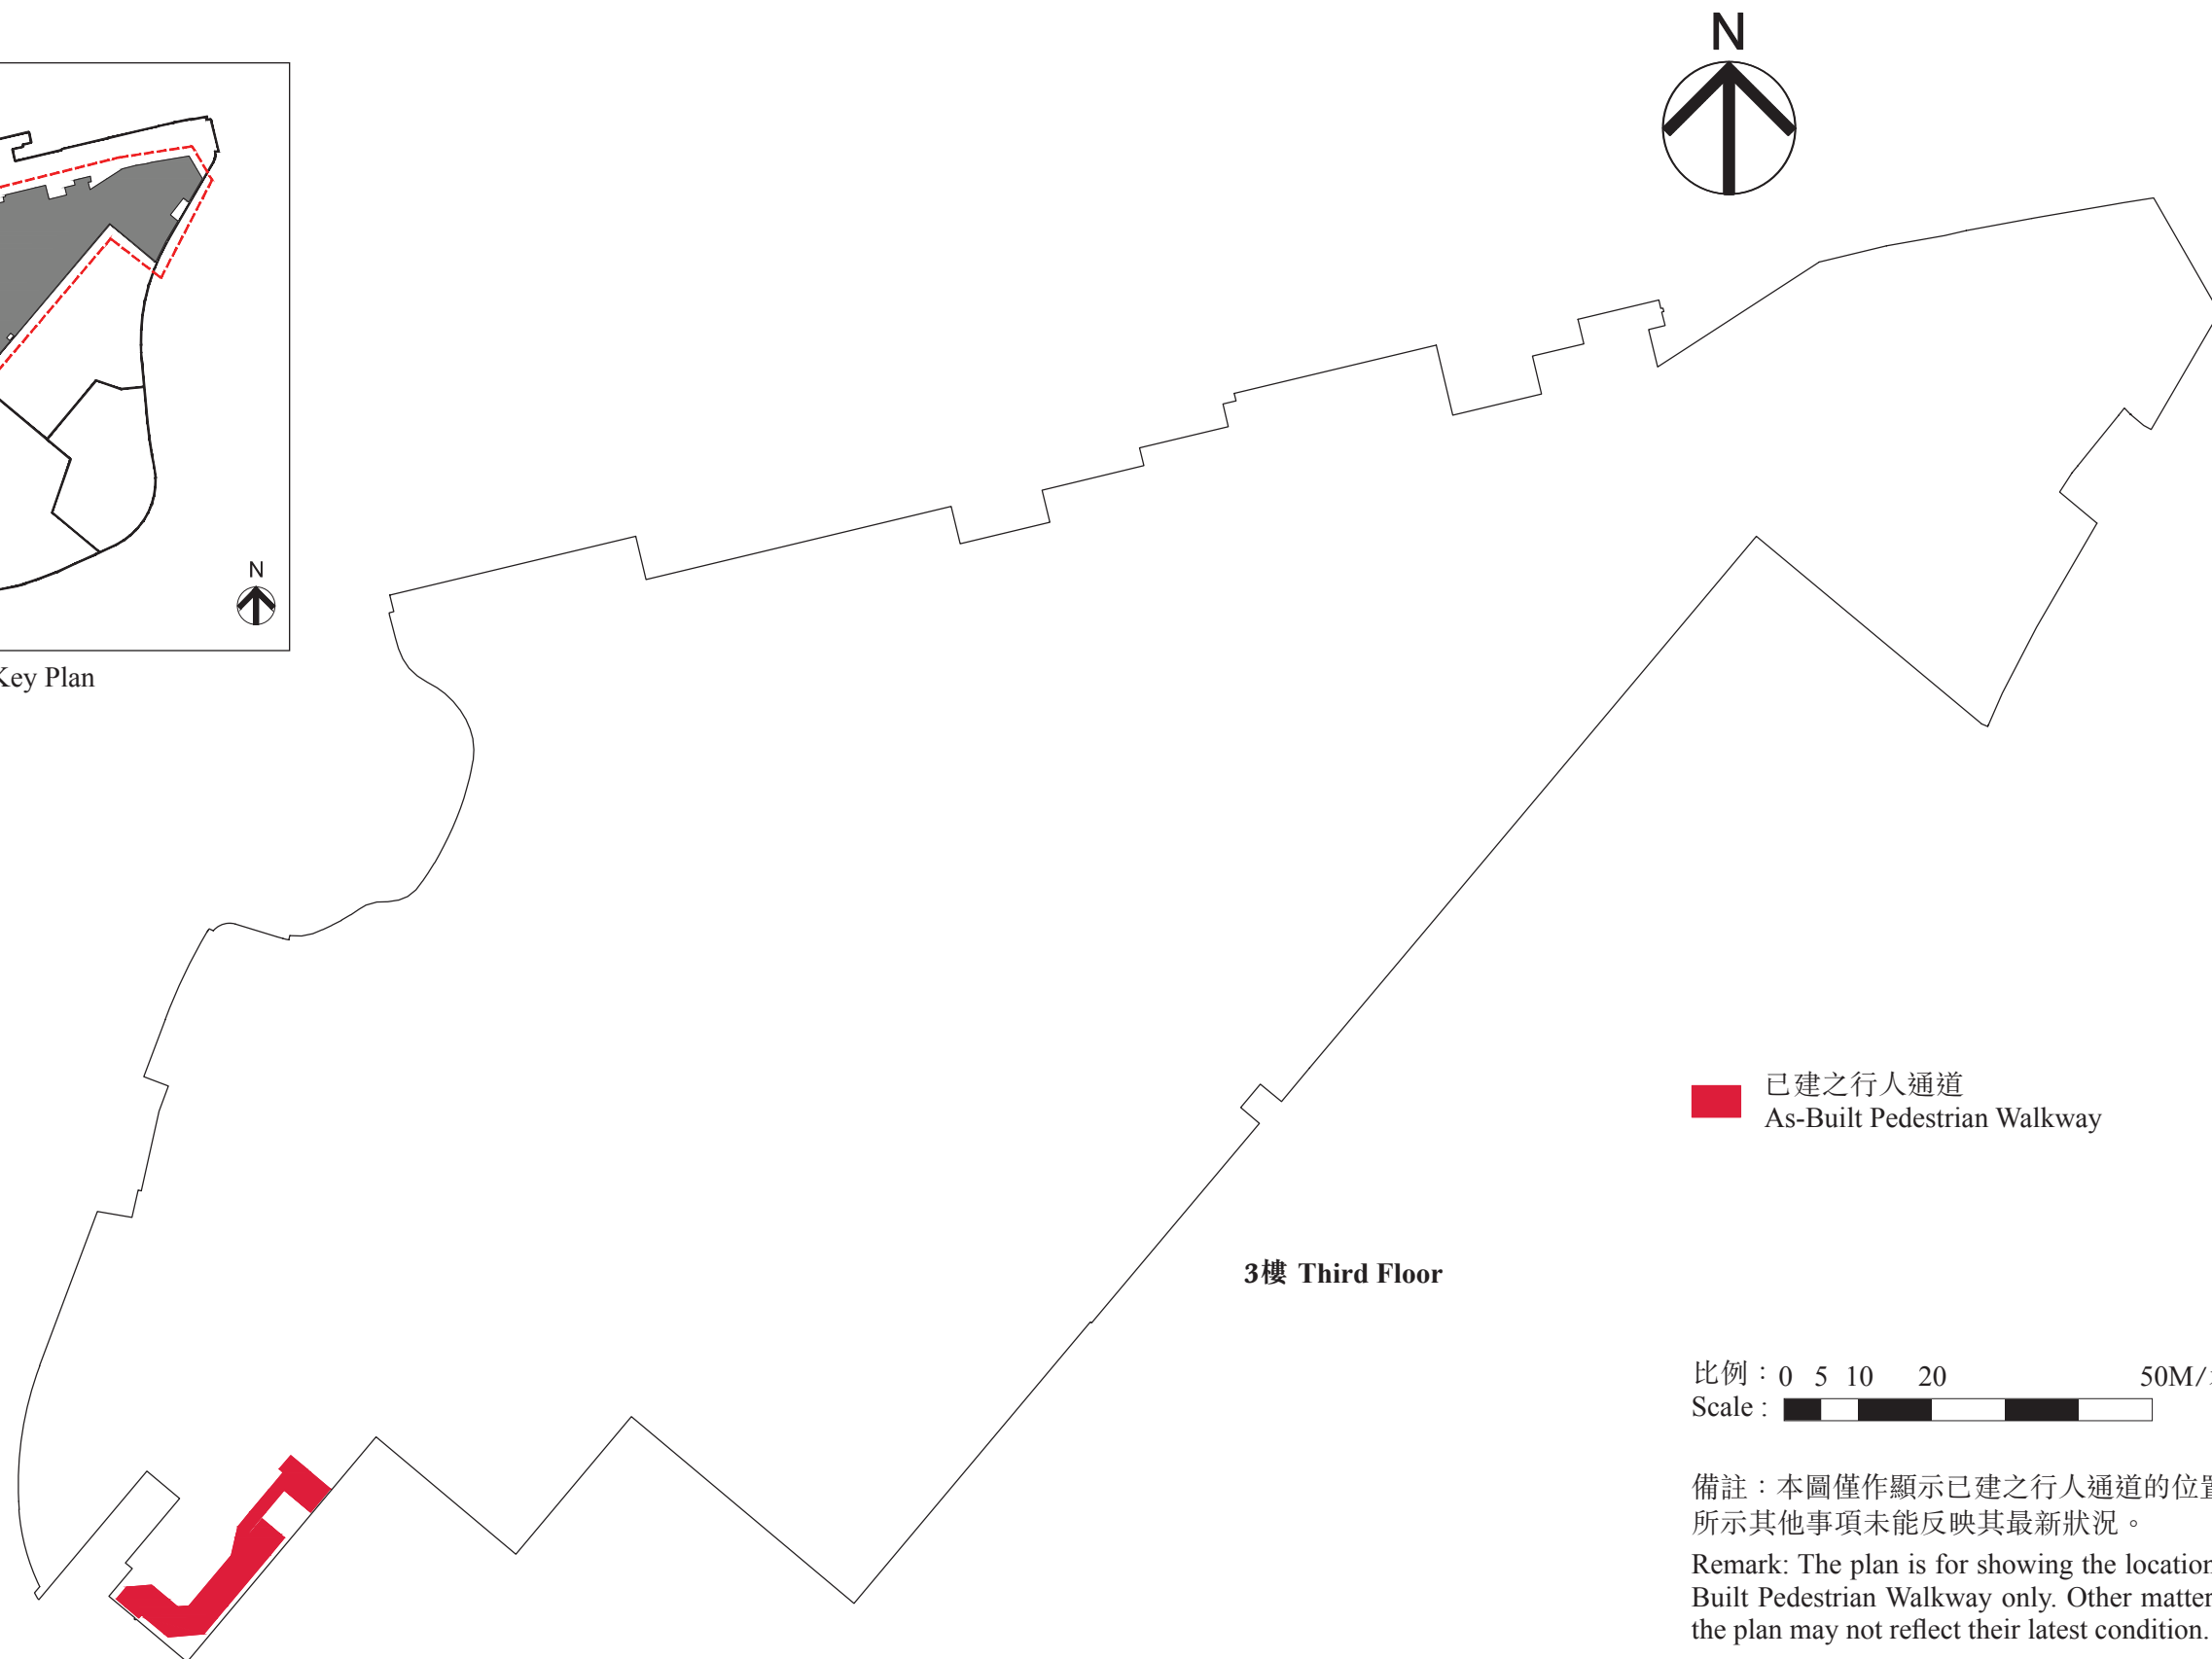 N
N
Key Plan
已建之行人通道
As-Built Pedestrian Walkway
3樓 Third Floor
比例：0 5 10 20 50M/
Scale :
備註：本圖僅作顯示已建之行人通道的位置
所示其他事項未能反映其最新狀況。
Remark: The plan is for showing the location
Built Pedestrian Walkway only. Other matter
the plan may not reflect their latest condition.